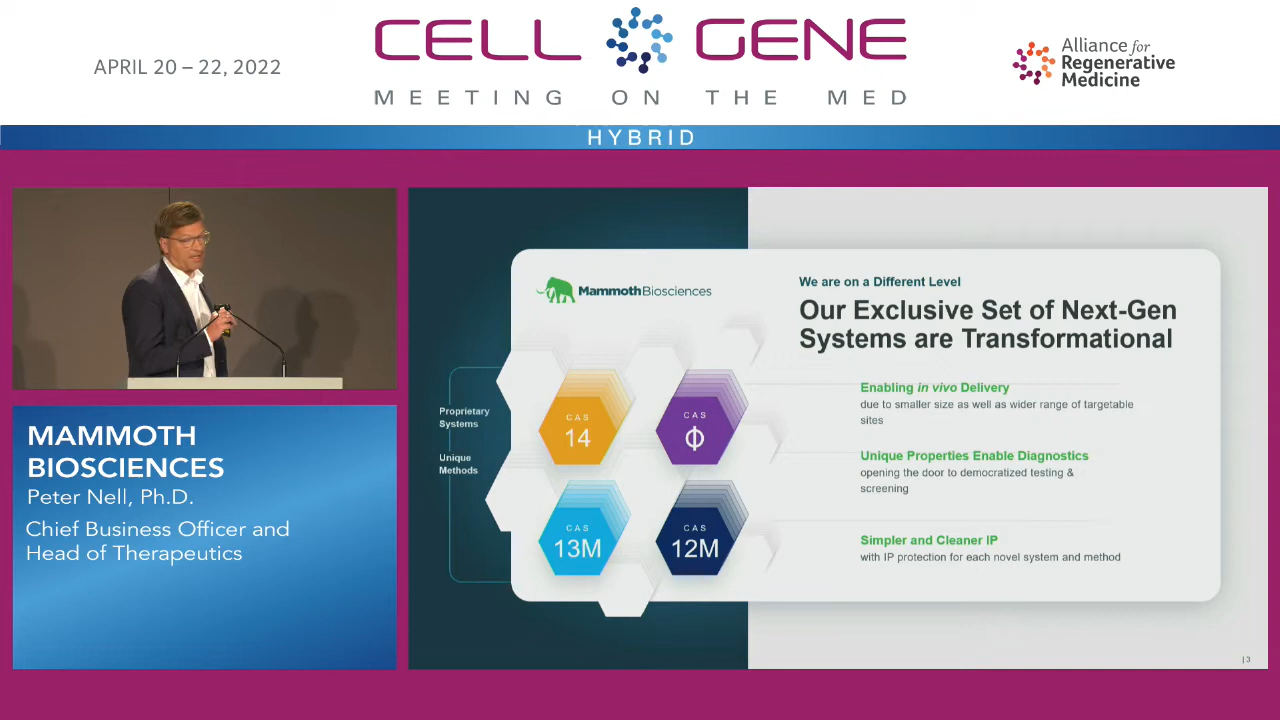 APRIL 20 – 22, 2022
CELL GENE
MEETING ON THE MED
Alliance for
Regenerative
Medicine
HYBRID
MAMMOTH
BIOSCIENCES
Peter Nell, Ph.D.
Chief Business Officer and
Head of Therapeutics
MammothBiosciences
Proprietary
Systems
Unique
Methods
CAS
14
CAS
Φ
CAS
13M
CAS
12M
We are on a Different Level
Our Exclusive Set of Next-Gen
Systems are Transformational
Enabling in vivo Delivery
due to smaller size as well as wider range of targetable
sites
Unique Properties Enable Diagnostics
opening the door to democratized testing &
screening
Simpler and Cleaner IP
with IP protection for each novel system and method
| 3